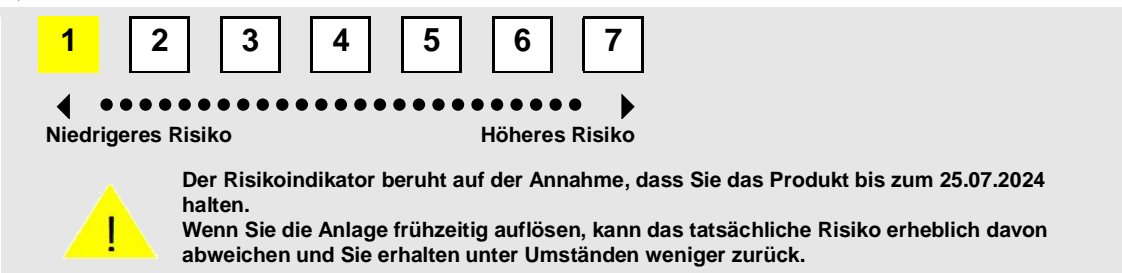 1 2 3 4 5 6 7
Niedrigeres Risiko Höheres Risiko
Der Risikoindikator beruht auf der Annahme, dass Sie das Produkt bis zum 25.07.2024
halten.
Wenn Sie die Anlage frühzeitig auflösen, kann das tatsächliche Risiko erheblich davon
! abweichen und Sie erhalten unter Umständen weniger zurück.